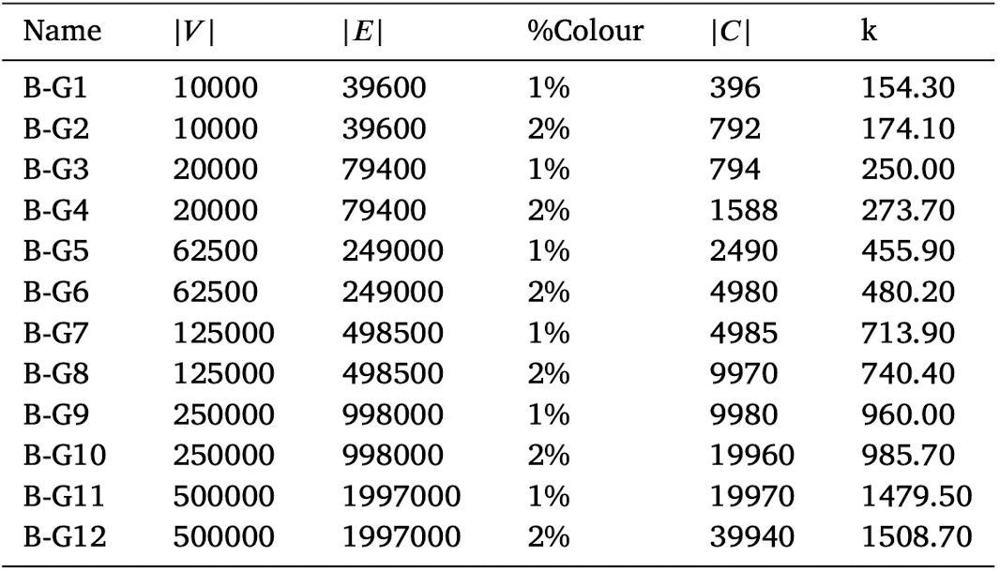 Name |V| |E| %Colour |C| k
B-G1 10000 39600 1% 396 154.30
B-G2 10000 39600 2% 792 174.10
B-G3 20000 79400 1% 794 250.00
B-G4 20000 79400 2% 1588 273.70
B-G5 62500 249000 1% 2490 455.90
B-G6 62500 249000 2% 4980 480.20
B-G7 125000 498500 1% 4985 713.90
B-G8 125000 498500 2% 9970 740.40
B-G9 250000 998000 1% 9980 960.00
B-G10 250000 998000 2% 19960 985.70
B-G11 500000 1997000 1% 19970 1479.50
B-G12 500000 1997000 2% 39940 1508.70